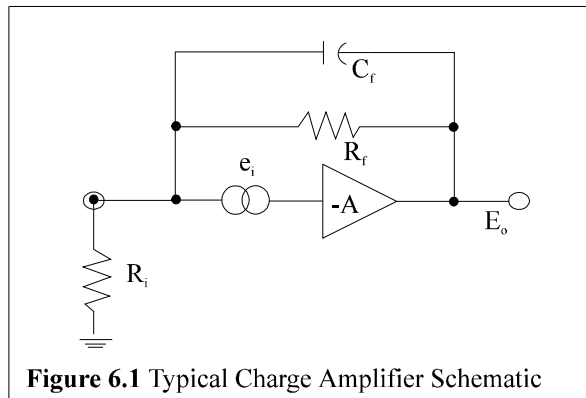 C_f
R_f
e_i
-A
E_o
R_i
Figure 6.1 Typical Charge Amplifier Schematic